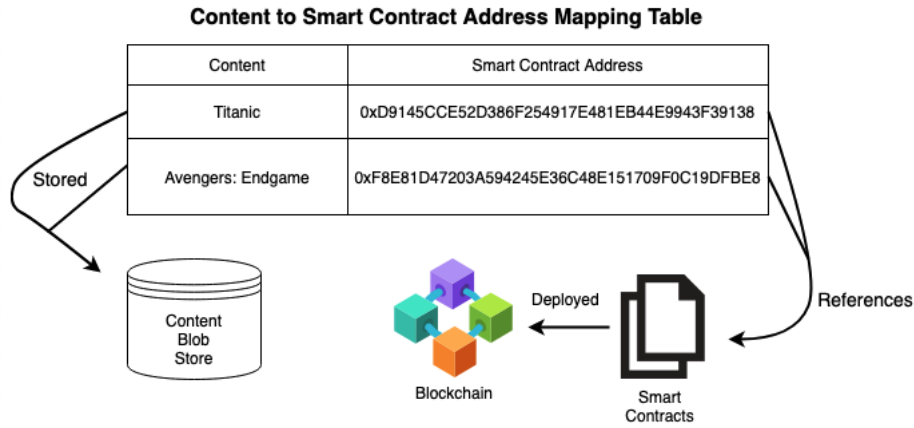 Content to Smart Contract Address Mapping Table
Content
Smart Contract Address
Titanic
0xD9145CCE52D386F254917E481EB44E9943F39138
Avengers: Endgame
0xF8E81D47203A594245E36C48E151709F0C19DFBE8
Stored
Content
Blob
Store
Deployed
References
Blockchain
Smart
Contracts